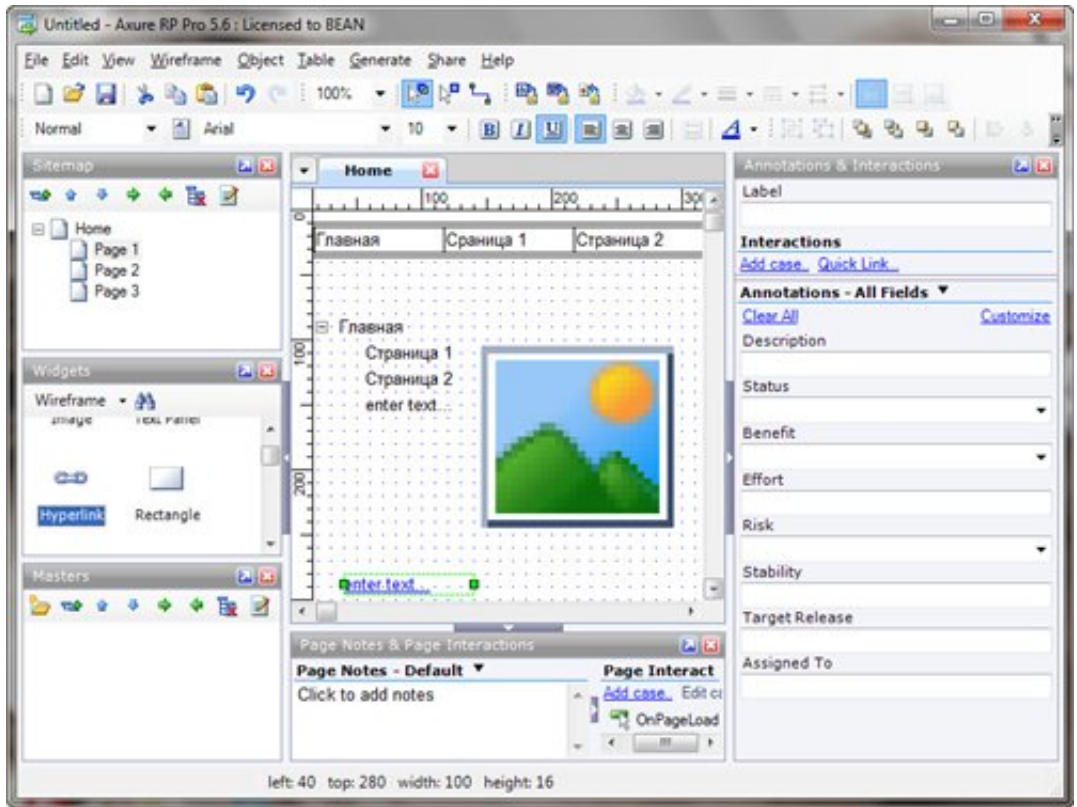 Untitled - Axure RP Pro 5.6 : Licensed to BEAN
File Edit View Wireframe Object Table Generate Share Help
100%
Normal Arial 10 B I U A
Sitemap
Home
Page 1
Page 2
Page 3
Widgets
Wireframe
Image Text Panel
Hyperlink Rectangle
Masters
Home
100 200 300
0
100
200
Главная Сраница 1 Страница 2
Главная
Страница 1
Страница 2
enter text...
enter text...
Page Notes & Page Interactions
Page Notes - Default Page Interact
Click to add notes Add case.. Edit ca
OnPageLoad
Annotations & Interactions
Label
Interactions
Add case.. Quick Link...
Annotations - All Fields
Clear All Customize
Description
Status
Benefit
Effort
Risk
Stability
Target Release
Assigned To
left: 40 top: 280 width: 100 height: 16